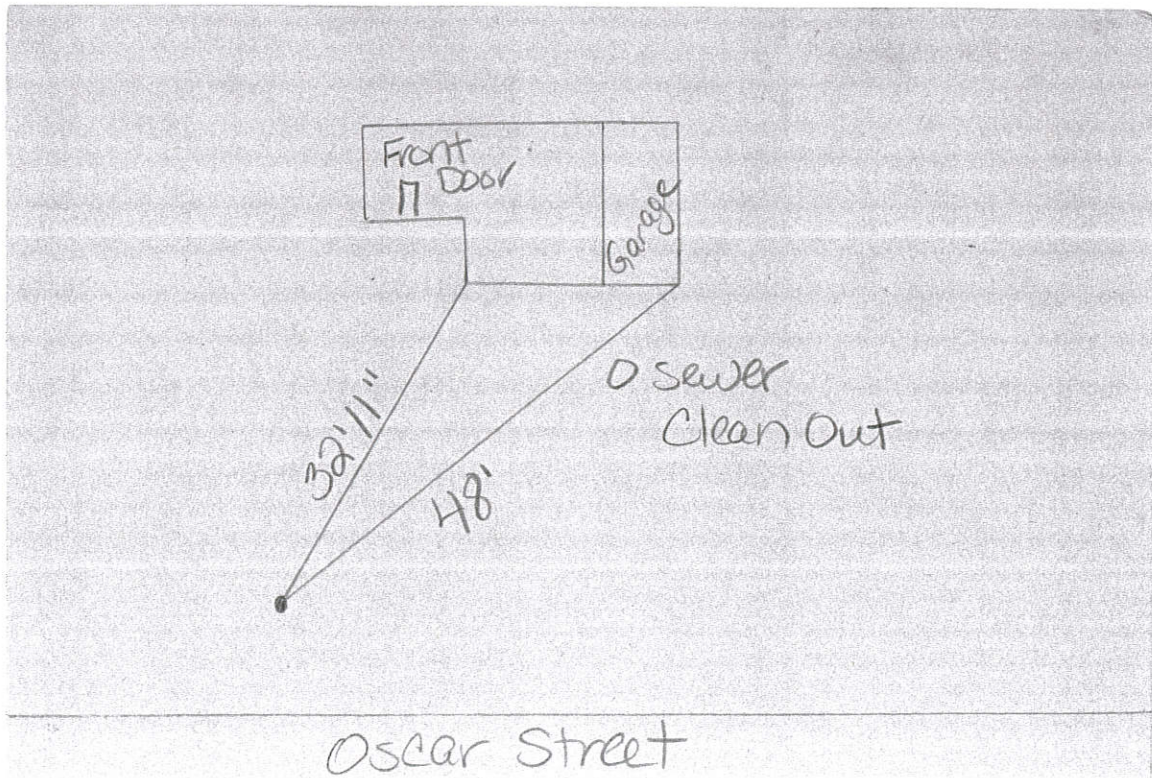 Front
Door
Garage
Sewer
Clean Out
32'11"
48'
Oscar Street